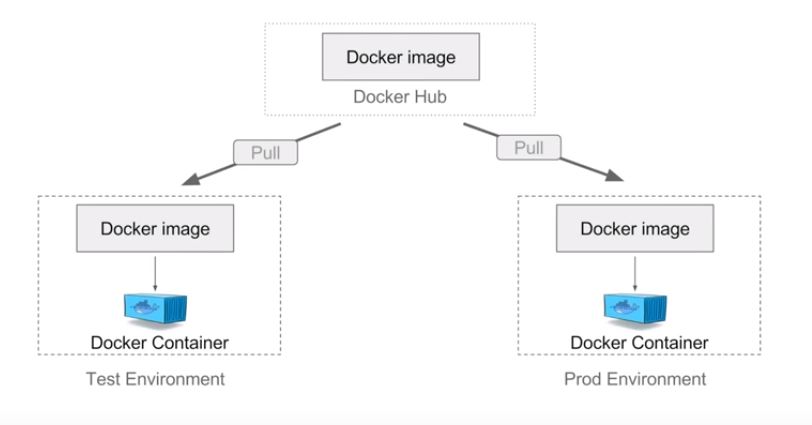 Docker image
Docker Hub
Pull
Pull
Docker image
Docker image
Docker Container
Docker Container
Test Environment
Prod Environment